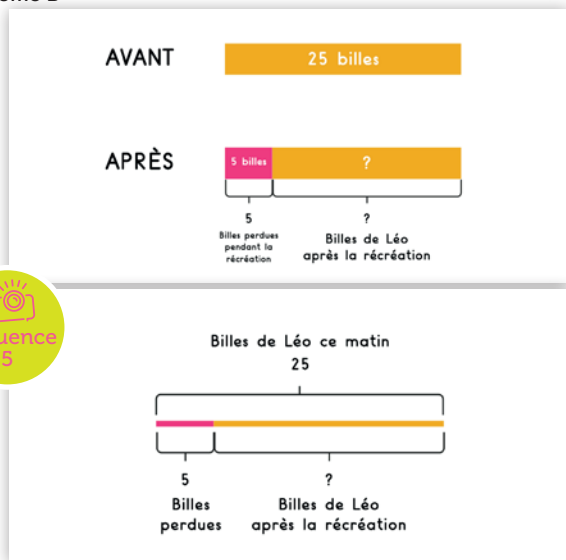 AVANT
25 billes
APRÈS
5 billes
?
5
Billes perdues
pendant la
récréation
?
Billes de Léo
après la récréation
5
Billes de Léo ce matin
25
5
Billes
perdues
?
Billes de Léo
après la récréation